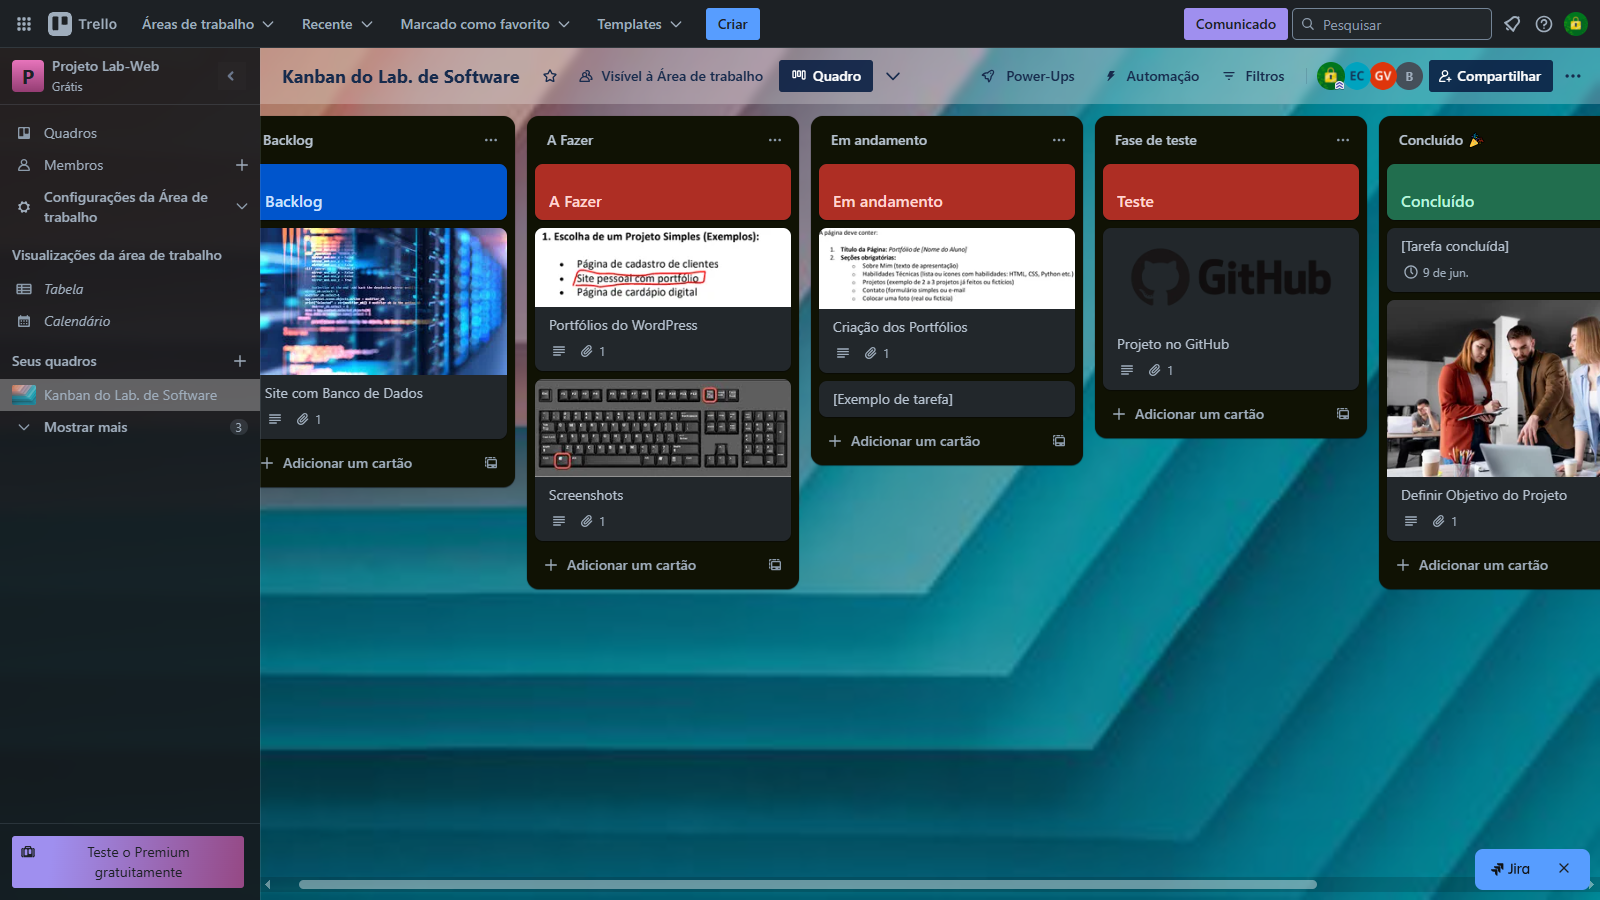 Trello
Áreas de trabalho
Recente
Marcado como favorito
Templates
Criar
Comunicado
Pesquisar
P
Projeto Lab-Web
Grátis
Kanban do Lab. de Software
Visível à Área de trabalho
Quadro
Power-Ups
Automação
Filtros
EC
GV
B
Compartilhar
Quadros
Membros
Configurações da Área de
trabalho
Visualizações da área de trabalho
Tabela
Calendário
Seus quadros
Kanban do Lab. de Software
Mostrar mais
3
Teste o Premium
gratuitamente
Backlog
Backlog
Site com Banco de Dados
1
Adicionar um cartão
A Fazer
A Fazer
1. Escolha de um Projeto Simples (Exemplos):
• Página de cadastro de clientes
• Site pessoal com portfólio
• Página de cardápio digital
Portfólios do WordPress
1
Screenshots
1
Adicionar um cartão
Em andamento
Em andamento
A página deve conter:
1. Título da Página: Portfólio de [Nome do Aluno]
2. Seções obrigatórias:
o Sobre Mim (texto de apresentação)
o Habilidades Técnicas (lista ou ícones com habilidades: HTML, CSS, Python etc.)
o Projetos (exemplo de 2 a 3 projetos já feitos ou fictícios)
o Contato (formulário simples ou e-mail
o Colocar uma foto (real ou fictícia)
Criação dos Portfólios
1
[Exemplo de tarefa]
Adicionar um cartão
Fase de teste
Teste
GitHub
Projeto no GitHub
1
Adicionar um cartão
Concluído 🎉
Concluído
[Tarefa concluída]
9 de jun.
Definir Objetivo do Projeto
1
Adicionar um cartão
Jira